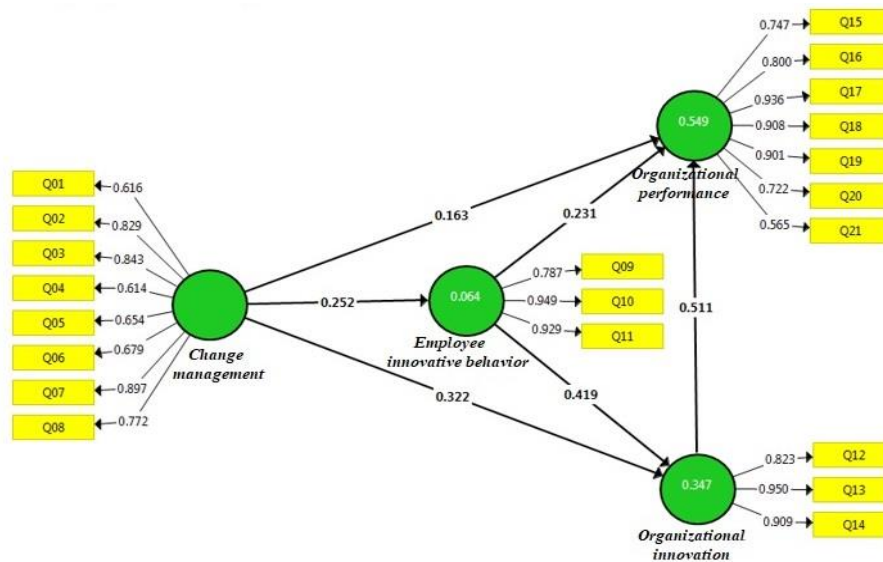 Q15
0.747
Q16
0.800
Q17
0.936
0.549
0.908
Q18
0.901
Q19
Organizational
performance
0.722
Q20
0.565
Q21
Q01
0.616
Q02
0.829
Q03
0.843
Q04
0.614
Q05
0.654
Q06
0.679
Q07
0.897
Q08
0.772
Change
management
0.163
0.231
0.252
0.322
0.064
Employee
innovative behavior
0.787
Q09
0.949
Q10
0.929
Q11
0.511
0.419
0.347
Organizational
innovation
0.823
Q12
0.950
Q13
0.909
Q14